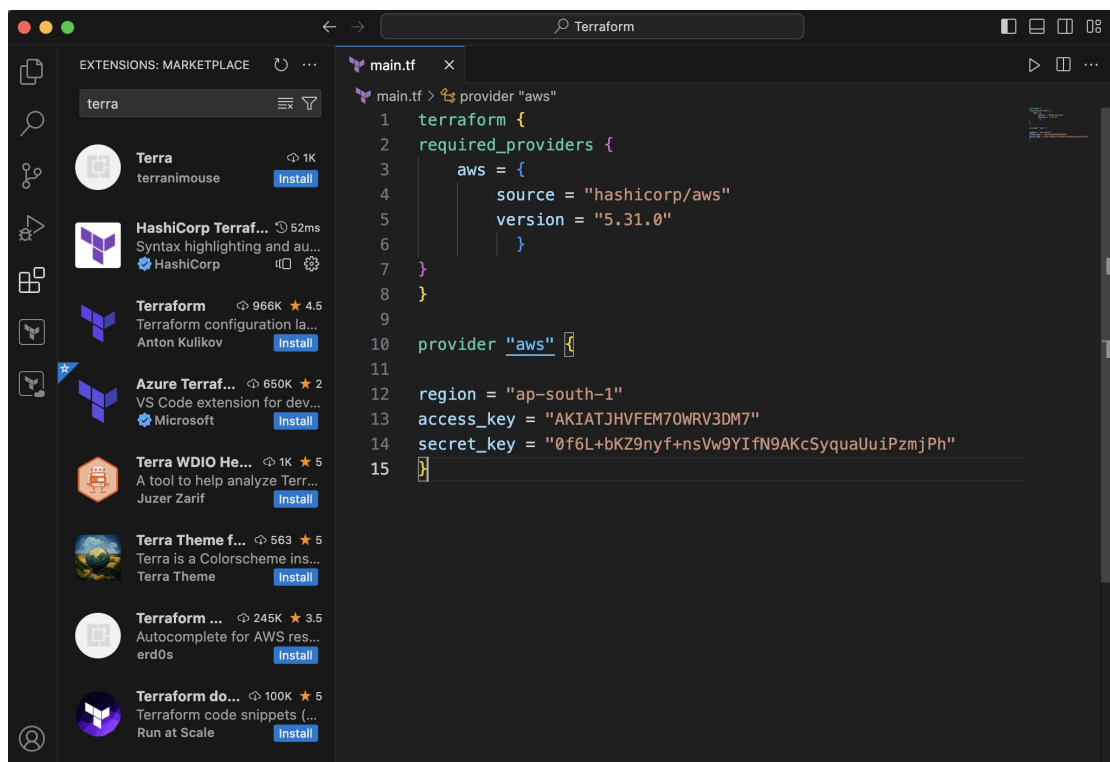 Terraform
EXTENSIONS: MARKETPLACE
terra
Terra 1K
terranimouse Install
HashiCorp Terraf... 52ms
Syntax highlighting and au...
HashiCorp
Terraform 966K ★ 4.5
Terraform configuration la...
Anton Kulikov Install
Azure Terraf... 650K ★ 2
VS Code extension for dev...
Microsoft Install
Terra WDIO He... 1K ★ 5
A tool to help analyze Terr...
Juzer Zarif Install
Terra Theme f... 563 ★ 5
Terra is a Colorscheme ins...
Terra Theme Install
Terraform ... 245K ★ 3.5
Autocomplete for AWS res...
erd0s Install
Terraform do... 100K ★ 5
Terraform code snippets (...
Run at Scale Install
main.tf
main.tf > provider "aws"
1 terraform {
2 required_providers {
3 aws = {
4 source = "hashicorp/aws"
5 version = "5.31.0"
6 }
7 }
8 }
9
10 provider "aws" {
11
12 region = "ap-south-1"
13 access_key = "AKIATJHVFEM7OWRV3DM7"
14 secret_key = "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"
15 }